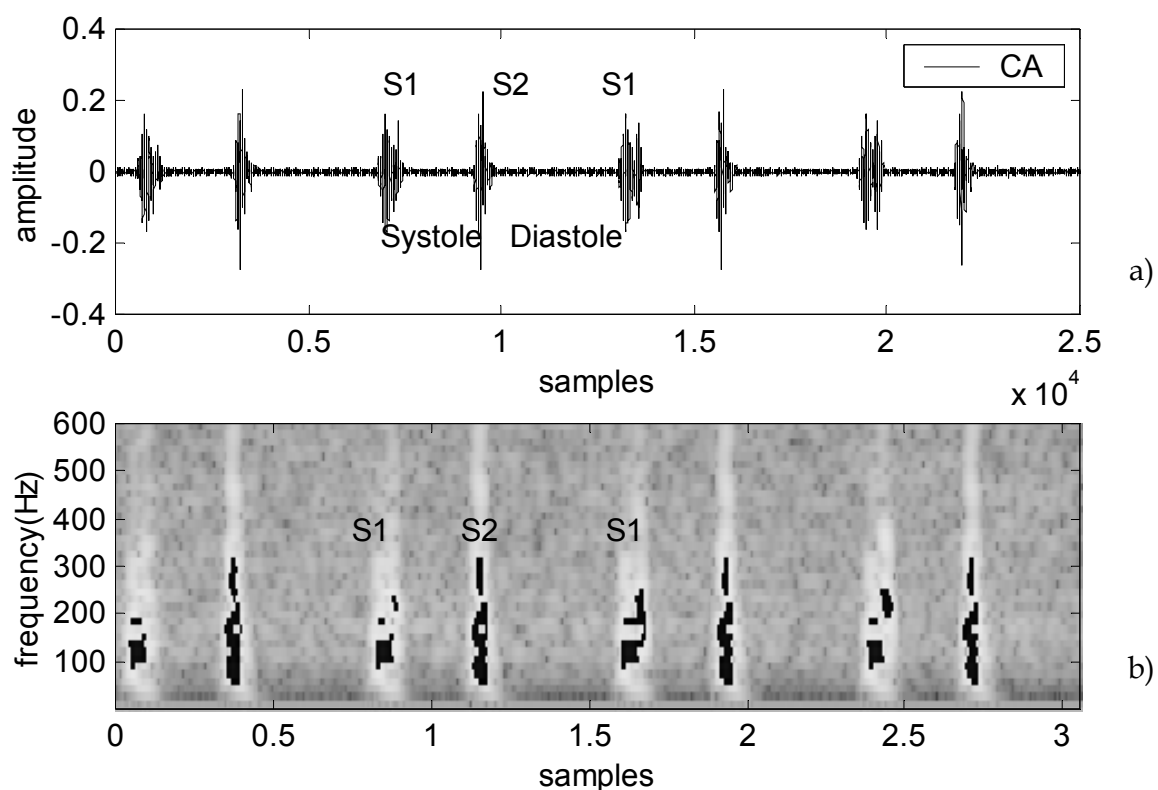 0.4
S1 S2 S1
CA
0.2
0
amplitude
-0.2
Systole Diastole
a)
-0.4
0 0.5 1 1.5 2 2.5
samples
x 10^4
600
500
400
S1 S2 S1
300
frequency(Hz)
200
100
b)
0 0.5 1 1.5 2 2.5 3
samples